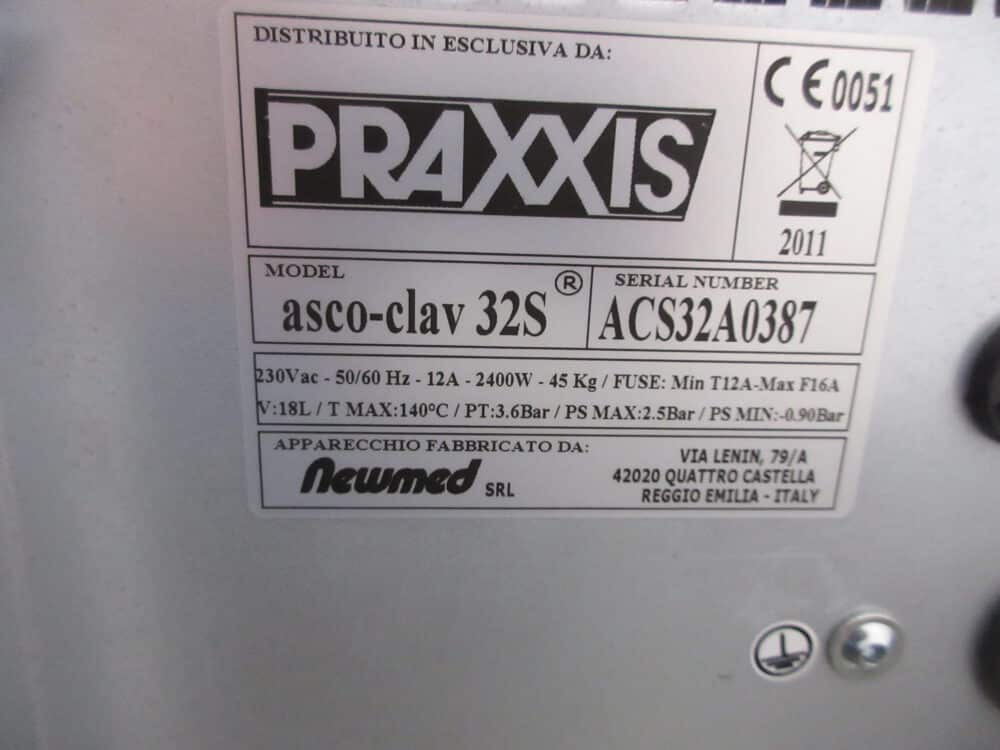 DISTRIBUITO IN ESCLUSIVA DA:
PRAXXIS
CE 0051
2011
MODEL
asco-clav 32S ®
SERIAL NUMBER
ACS32A0387
230Vac - 50/60 Hz - 12A - 2400W - 45 Kg / FUSE: Min T12A-Max F16A
V:18L / T MAX:140°C / PT:3.6Bar / PS MAX:2.5Bar / PS MIN:-0.90Bar
APPARECCHIO FABBRICATO DA:
Newmed SRL
VIA LENIN, 79/A
42020 QUATTRO CASTELLA
REGGIO EMILIA - ITALY